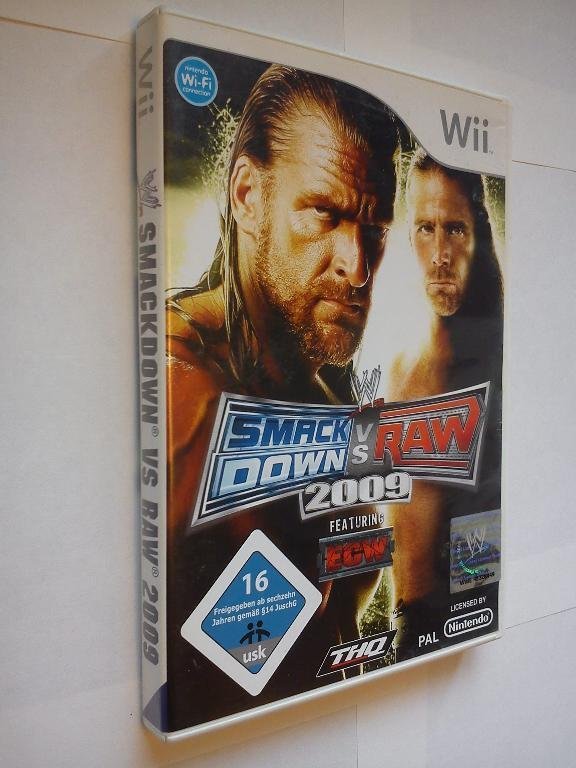 Wii W SMACKDOWN® VS RAW® 2009
Nintendo
Wi-Fi
connection
Wii™
W
SMACK
DOWN
VS
RAW
2009
FEATURING
ECW
16
Freigegeben ab sechzehn
Jahren gemäß §14 JuschG
usk
THQ
W
PAL
LICENSED BY
Nintendo